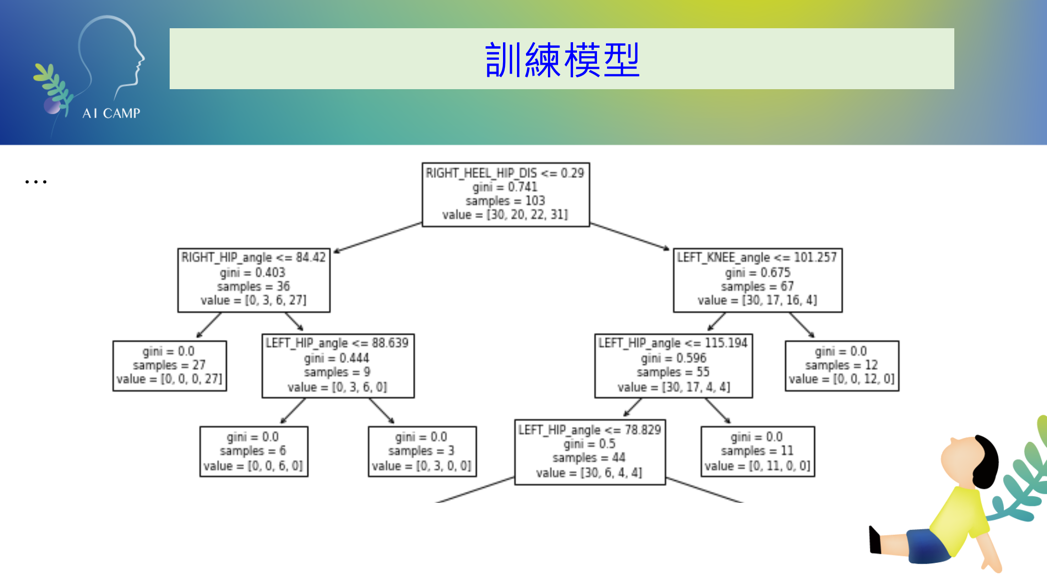 訓練模型
AI CAMP
...
RIGHT_HEEL_HIP_DIS <= 0.29
gini = 0.741
samples = 103
value = [30, 20, 22, 31]
RIGHT_HIP_angle <= 84.42
gini = 0.403
samples = 36
value = [0, 3, 6, 27]
LEFT_KNEE_angle <= 101.257
gini = 0.675
samples = 67
value = [30, 17, 16, 4]
gini = 0.0
samples = 27
value = [0, 0, 0, 27]
LEFT_HIP_angle <= 88.639
gini = 0.444
samples = 9
value = [0, 3, 6, 0]
LEFT_HIP_angle <= 115.194
gini = 0.596
samples = 55
value = [30, 17, 4, 4]
gini = 0.0
samples = 12
value = [0, 0, 12, 0]
gini = 0.0
samples = 6
value = [0, 0, 6, 0]
gini = 0.0
samples = 3
value = [0, 3, 0, 0]
LEFT_HIP_angle <= 78.829
gini = 0.5
samples = 44
value = [30, 6, 4, 4]
gini = 0.0
samples = 11
value = [0, 11, 0, 0]